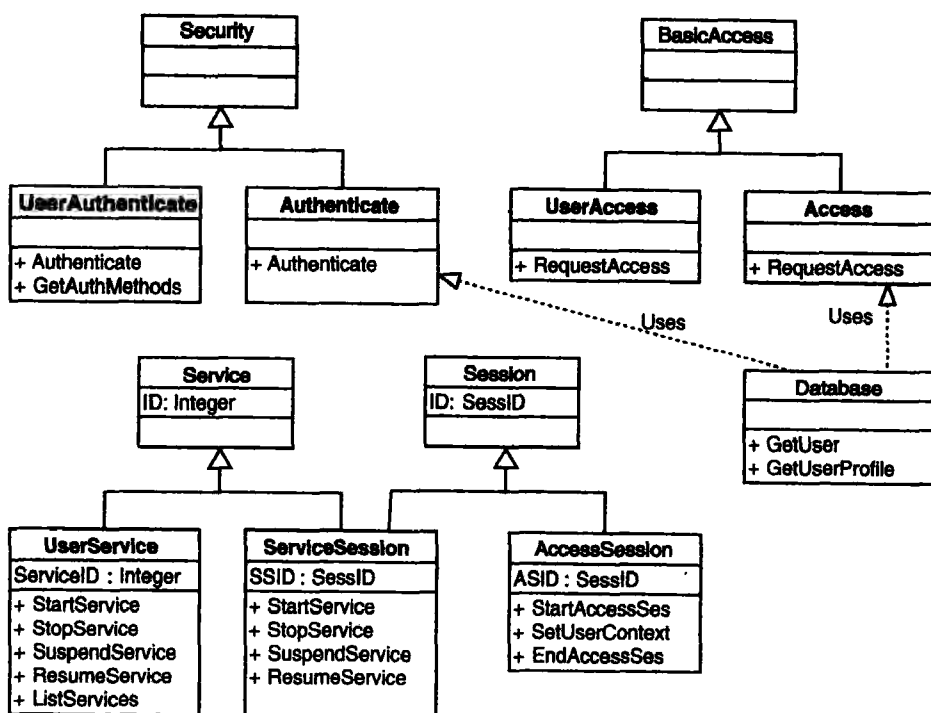 Security
BasicAccess
UserAuthenticate
+ Authenticate
+ GetAuthMethods
Authenticate
+ Authenticate
UserAccess
+ RequestAccess
Access
+ RequestAccess
Uses
Uses
Service
ID: Integer
Session
ID: SessID
Database
+ GetUser
+ GetUserProfile
UserService
ServiceID : Integer
+ StartService
+ StopService
+ SuspendService
+ ResumeService
+ ListServices
ServiceSession
SSID : SessID
+ StartService
+ StopService
+ SuspendService
+ ResumeService
AccessSession
ASID : SessID
+ StartAccessSes
+ SetUserContext
+ EndAccessSes